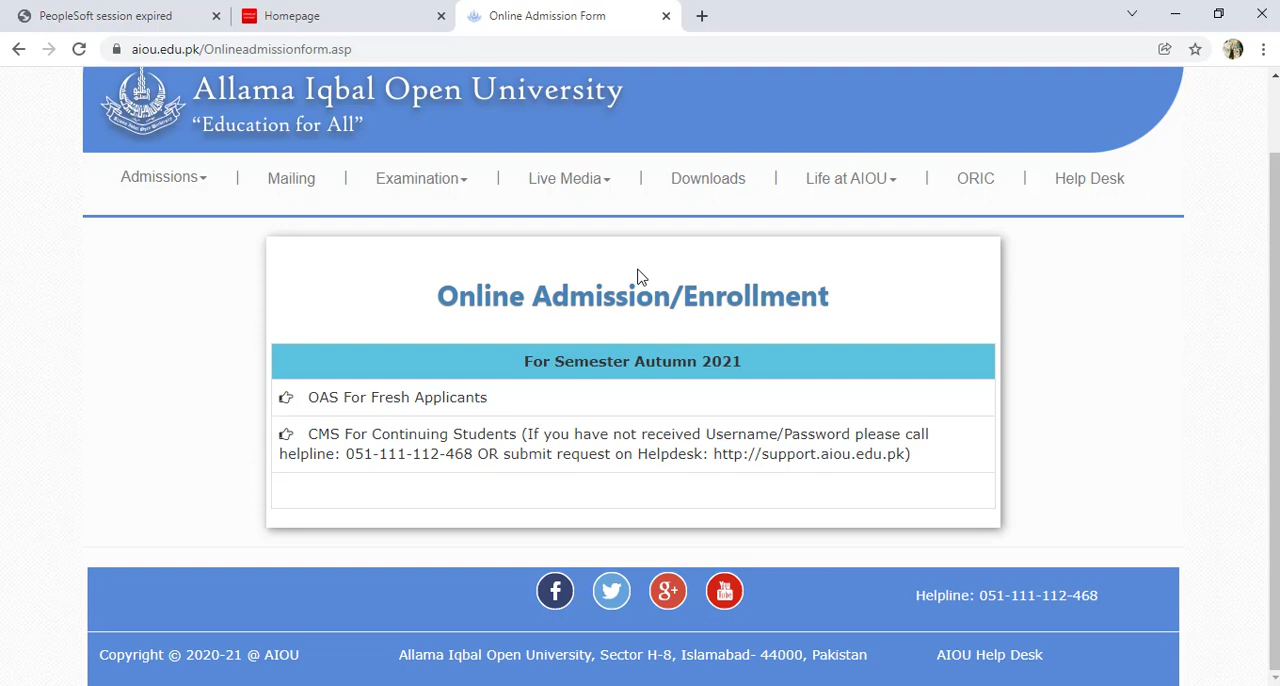 PeopleSoft session expired
Homepage
Online Admission Form
aiou.edu.pk/Onlineadmissionform.asp
Allama Iqbal Open University
“Education for All”
Admissions | Mailing | Examination | Live Media | Downloads | Life at AIOU | ORIC | Help Desk
Online Admission/Enrollment
For Semester Autumn 2021
OAS For Fresh Applicants
CMS For Continuing Students (If you have not received Username/Password please call
helpline: 051-111-112-468 OR submit request on Helpdesk: http://support.aiou.edu.pk)
f g+ You Tube
Helpline: 051-111-112-468
Copyright © 2020-21 @ AIOU
Allama Iqbal Open University, Sector H-8, Islamabad- 44000, Pakistan
AIOU Help Desk